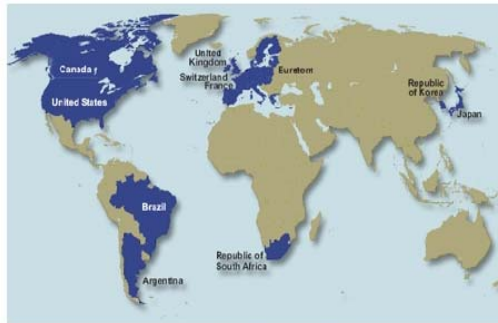 Canada
United States
United
Kingdom
Switzerland
France
Euratom
Republic
of Korea
Japan
Brazil
Argentina
Republic of
South Africa